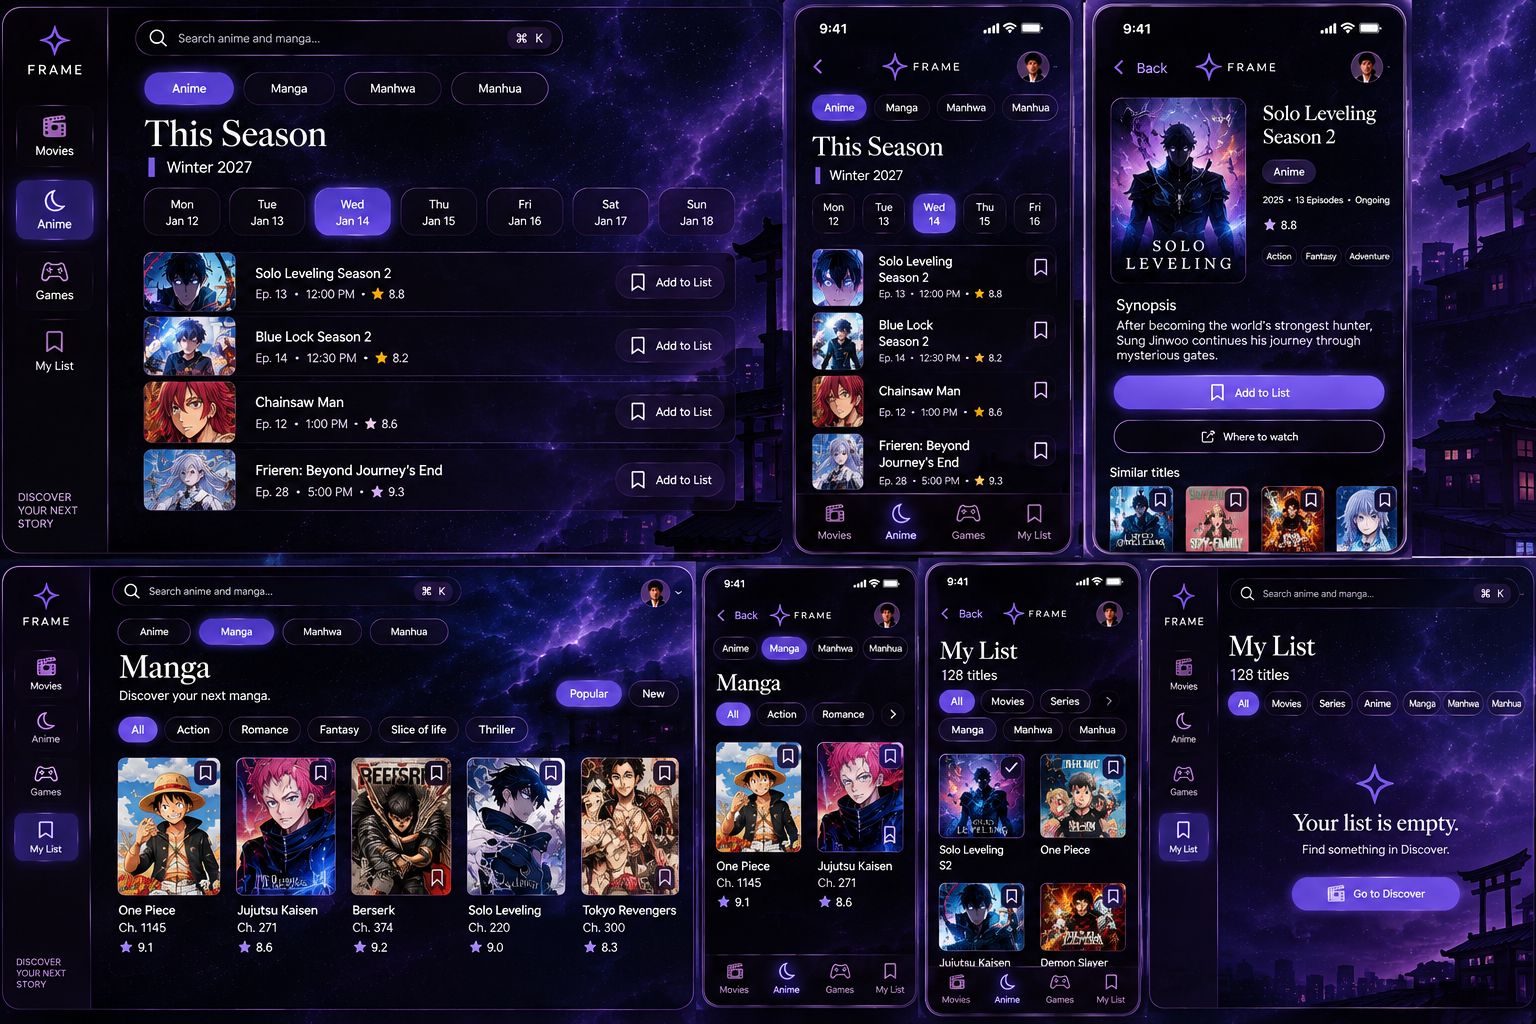 FRAME
Movies
Anime
Games
My List
DISCOVER
YOUR NEXT
STORY
Search anime and manga...
⌘ K
Anime
Manga
Manhwa
Manhua
This Season
Winter 2027
Mon
Jan 12
Tue
Jan 13
Wed
Jan 14
Thu
Jan 15
Fri
Jan 16
Sat
Jan 17
Sun
Jan 18
Solo Leveling Season 2
Ep. 13 • 12:00 PM • ★ 8.8
Add to List
Blue Lock Season 2
Ep. 14 • 12:30 PM • ★ 8.2
Add to List
Chainsaw Man
Ep. 12 • 1:00 PM • ★ 8.6
Add to List
Frieren: Beyond Journey's End
Ep. 28 • 5:00 PM • ★ 9.3
Add to List
9:41
FRAME
Anime
Manga
Manhwa
Manhua
This Season
Winter 2027
Mon
12
Tue
13
Wed
14
Thu
15
Fri
16
Solo Leveling
Season 2
Ep. 13 • 12:00 PM • ★ 8.8
Blue Lock
Season 2
Ep. 14 • 12:30 PM • ★ 8.2
Chainsaw Man
Ep. 12 • 1:00 PM • ★ 8.6
Frieren: Beyond
Journey's End
Ep. 28 • 5:00 PM • ★ 9.3
Movies
Anime
Games
My List
9:41
Back
FRAME
SOLO
LEVELING
Solo Leveling
Season 2
Anime
2025 • 13 Episodes • Ongoing
★ 8.8
Action
Fantasy
Adventure
Synopsis
After becoming the world's strongest hunter,
Sung Jinwoo continues his journey through
mysterious gates.
Add to List
Where to watch
Similar titles
FRAME
Movies
Anime
Games
My List
DISCOVER
YOUR NEXT
STORY
Search anime and manga...
⌘ K
Anime
Manga
Manhwa
Manhua
Manga
Discover your next manga.
Popular
New
All
Action
Romance
Fantasy
Slice of life
Thriller
One Piece
Ch. 1145
★ 9.1
Jujutsu Kaisen
Ch. 271
★ 8.6
Berserk
Ch. 374
★ 9.2
Solo Leveling
Ch. 220
★ 9.0
Tokyo Revengers
Ch. 300
★ 8.3
9:41
Back
FRAME
Anime
Manga
Manhwa
Manhua
Manga
All
Action
Romance
One Piece
Ch. 1145
★ 9.1
Jujutsu Kaisen
Ch. 271
★ 8.6
Movies
Anime
Games
My List
9:41
Back
FRAME
My List
128 titles
All
Movies
Series
Manga
Manhwa
Manhua
Solo Leveling
S2
One Piece
Jujutsu Kaisen
Demon Slayer
Movies
Anime
Games
My List
FRAME
Movies
Anime
Games
My List
Search anime and manga...
⌘ K
My List
128 titles
All
Movies
Series
Anime
Manga
Manhwa
Manhua
Your list is empty.
Find something in Discover.
Go to Discover